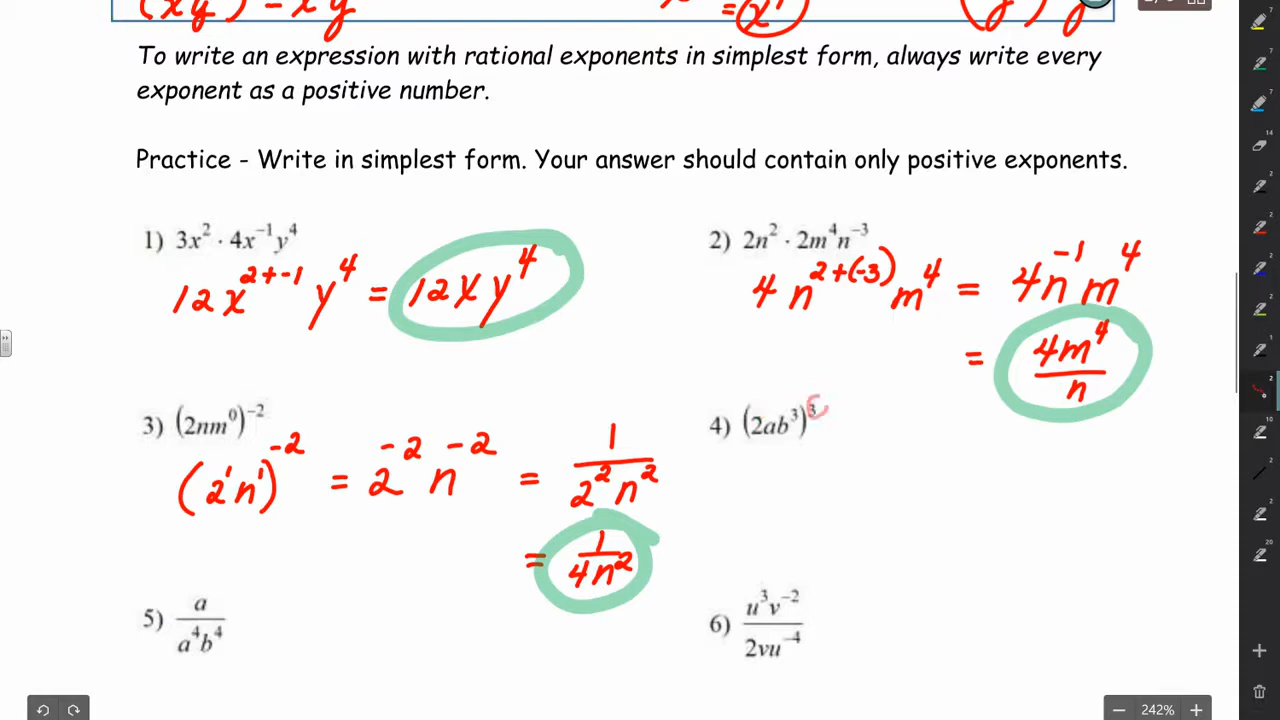 (xy) = x y
=(x
(y) y
To write an expression with rational exponents in simplest form, always write every
exponent as a positive number.
Practice - Write in simplest form. Your answer should contain only positive exponents.
1) 3x² · 4x⁻¹y⁴
12x²⁺⁻¹ y⁴ = 12xy⁴
2) 2n² · 2m⁴n⁻³
4n²⁺⁽⁻³⁾m⁴ = 4n⁻¹m⁴
= 4m⁴/n
3) (2nm⁰)⁻²
(2¹n¹)⁻² = 2⁻²n⁻² = 1/2²n²
= 1/4n²
4) (2ab³)³
5) a/a⁴b⁴
6) u³v⁻²/2vu⁻⁴
242%